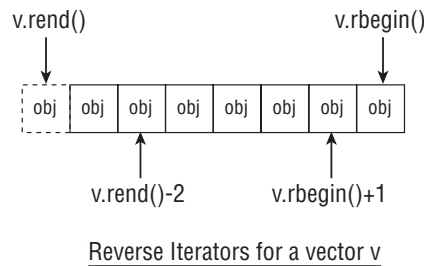 v.rend() v.rbegin()
obj obj obj obj obj obj obj obj
v.rend()-2 v.rbegin()+1
Reverse Iterators for a vector v